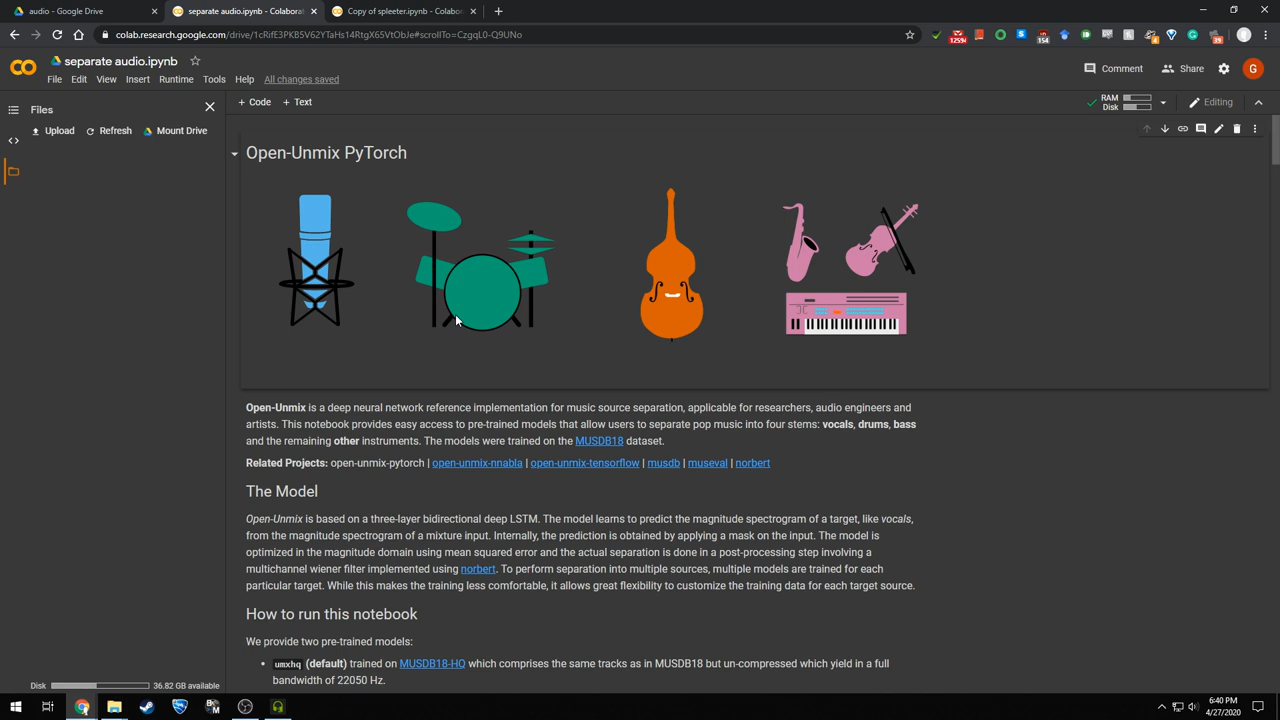 audio - Google Drive
separate audio.ipynb - Colaborat
Copy of spleeter.ipynb - Colabor
colab.research.google.com/drive/1cRifE3PKB5V62YTaHs14RtgX65VtObJe#scrollTo=CzgqL0-Q9UNo
separate audio.ipynb
File Edit View Insert Runtime Tools Help All changes saved
Comment Share G
Files
+ Code + Text
RAM
Disk
Editing
Upload Refresh Mount Drive
Open-Unmix PyTorch
Open-Unmix is a deep neural network reference implementation for music source separation, applicable for researchers, audio engineers and
artists. This notebook provides easy access to pre-trained models that allow users to separate pop music into four stems: vocals, drums, bass
and the remaining other instruments. The models were trained on the MUSDB18 dataset.
Related Projects: open-unmix-pytorch | open-unmix-nnabla | open-unmix-tensorflow | musdb | museval | norbert
The Model
Open-Unmix is based on a three-layer bidirectional deep LSTM. The model learns to predict the magnitude spectrogram of a target, like vocals,
from the magnitude spectrogram of a mixture input. Internally, the prediction is obtained by applying a mask on the input. The model is
optimized in the magnitude domain using mean squared error and the actual separation is done in a post-processing step involving a
multichannel wiener filter implemented using norbert. To perform separation into multiple sources, multiple models are trained for each
particular target. While this makes the training less comfortable, it allows great flexibility to customize the training data for each target source.
How to run this notebook
We provide two pre-trained models:
• umxhq (default) trained on MUSDB18-HQ which comprises the same tracks as in MUSDB18 but un-compressed which yield in a full
bandwidth of 22050 Hz.
Disk 36.82 GB available
6:40 PM
4/27/2020